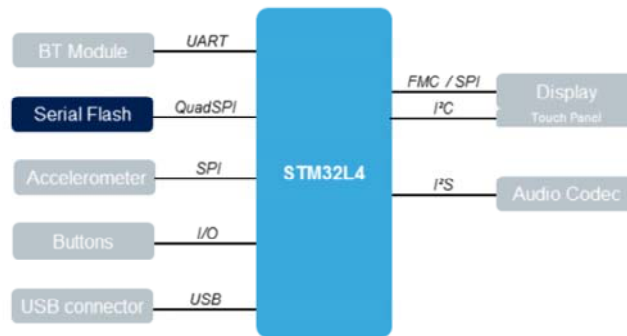 BT Module
UART
Serial Flash
QuadSPI
Accelerometer
SPI
Buttons
I/O
USB connector
USB
STM32L4
FMC / SPI
Display
I²C
Touch Panel
I²S
Audio Codec